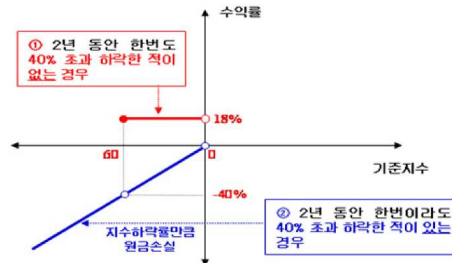 수익률
① 2년 동안 한번도
40% 초과 하락한 적이
없는 경우
18%
60
0
기준지수
-40%
지수하락률만큼
원금손실
② 2년 동안 한번이라도
40% 초과 하락한 적이 있는
경우